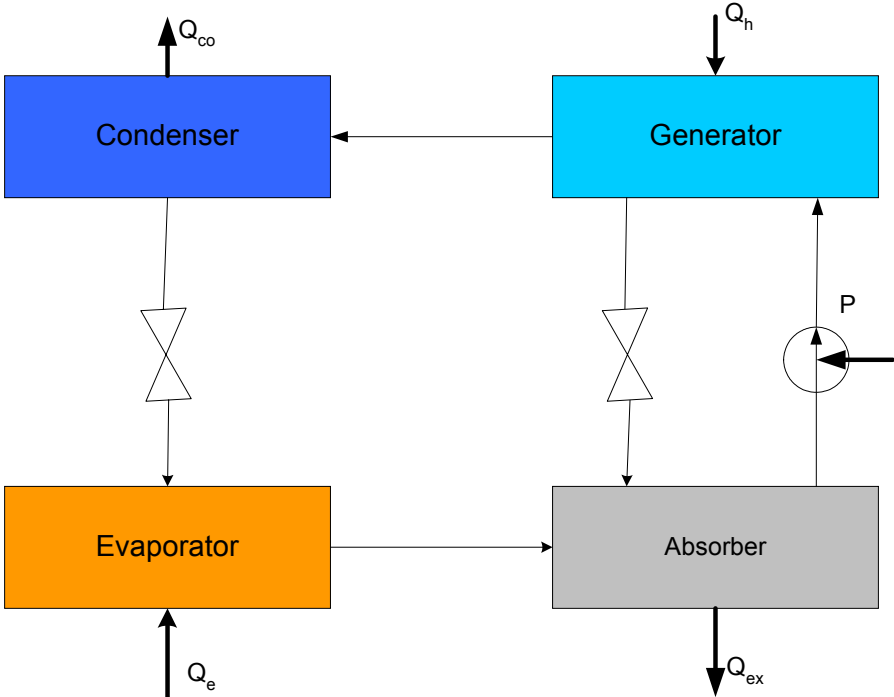 Qco
Qh
Condenser
Generator
P
Evaporator
Absorber
Qe
Qex